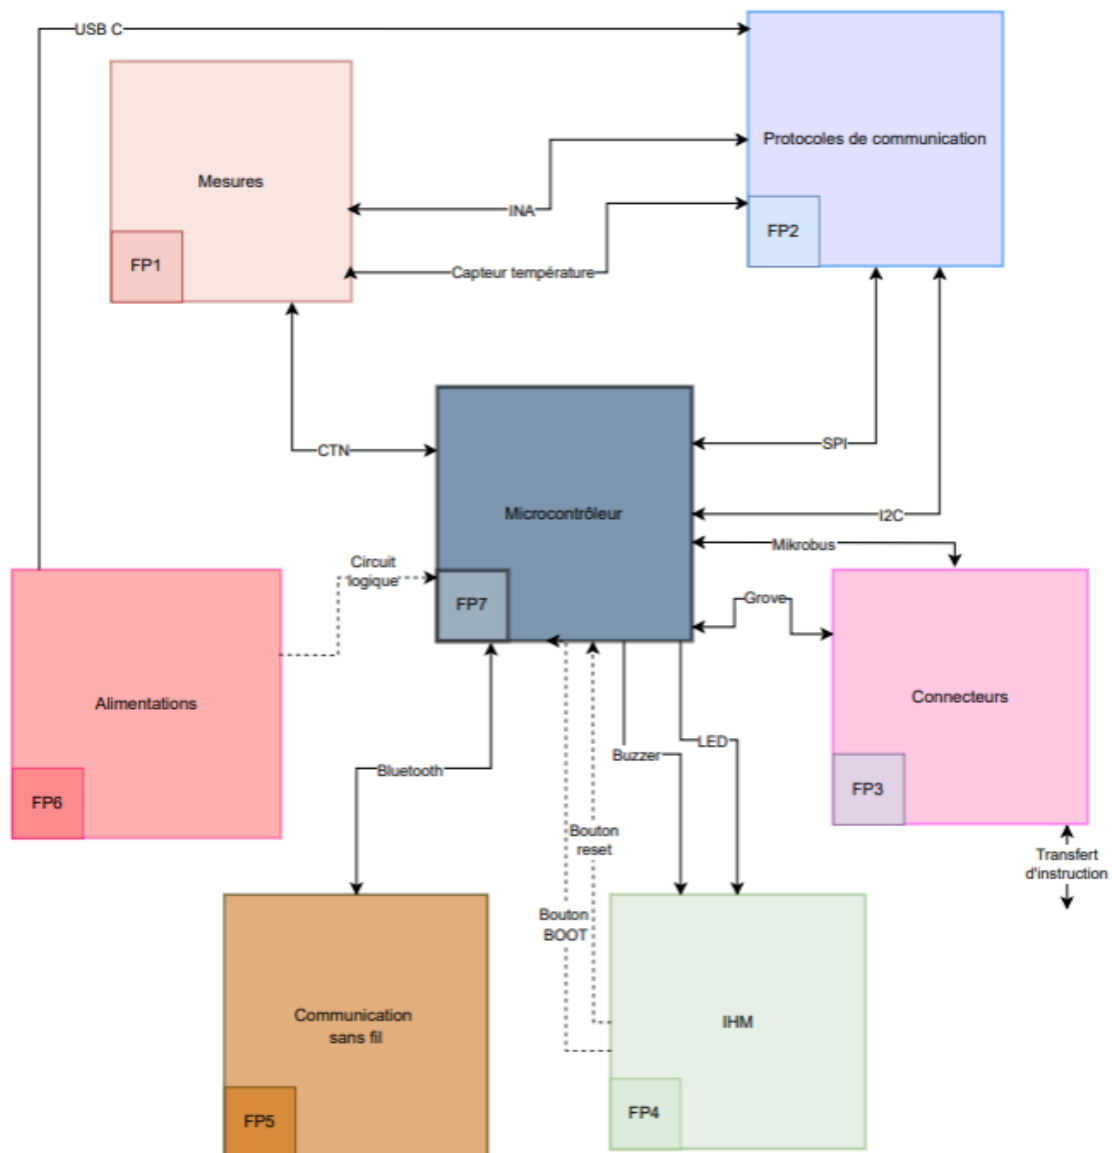 USB C
Protocoles de communication
Mesures
INA
FP2
FP1
Capteur température
CTN
SPI
Microcontrôleur
I2C
Mikrobus
Circuit
logique
Grove
FP7
Connecteurs
Alimentations
LED
Buzzer
Bluetooth
FP3
FP6
Bouton
reset
Transfert
d'instruction
Bouton
BOOT
Communication
sans fil
IHM
FP4
FP5